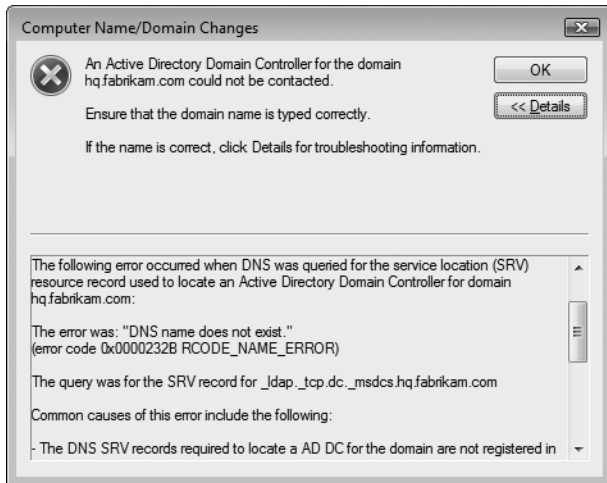 Computer Name/Domain Changes
An Active Directory Domain Controller for the domain
hq.fabrikam.com could not be contacted.
Ensure that the domain name is typed correctly.
If the name is correct, click Details for troubleshooting information.
OK
<< Details
The following error occurred when DNS was queried for the service location (SRV)
resource record used to locate an Active Directory Domain Controller for domain
hq.fabrikam.com:
The error was: "DNS name does not exist."
(error code 0x0000232B RCODE_NAME_ERROR)
The query was for the SRV record for _ldap._tcp.dc._msdcs.hq.fabrikam.com
Common causes of this error include the following:
- The DNS SRV records required to locate a AD DC for the domain are not registered in